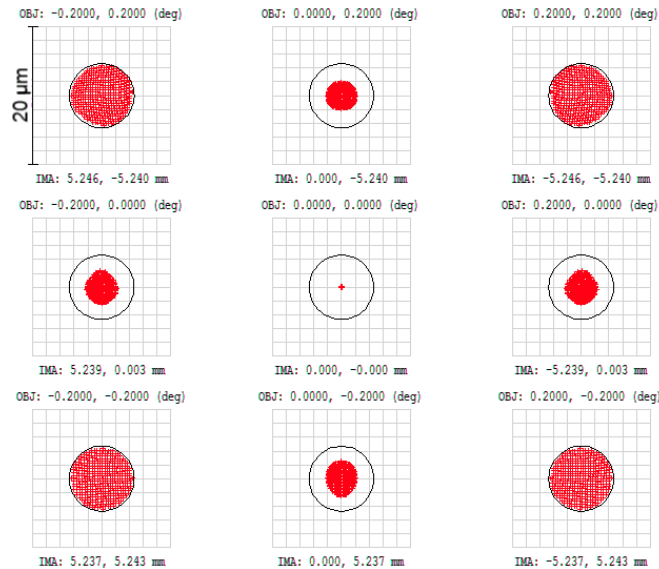 OBJ: -0.2000, 0.2000 (deg)
OBJ: 0.0000, 0.2000 (deg)
OBJ: 0.2000, 0.2000 (deg)
20 µm
IMA: 5.246, -5.240 mm
IMA: 0.000, -5.240 mm
IMA: -5.246, -5.240 mm
OBJ: -0.2000, 0.0000 (deg)
OBJ: 0.0000, 0.0000 (deg)
OBJ: 0.2000, 0.0000 (deg)
IMA: 5.239, 0.003 mm
IMA: 0.000, -0.000 mm
IMA: -5.239, 0.003 mm
OBJ: -0.2000, -0.2000 (deg)
OBJ: 0.0000, -0.2000 (deg)
OBJ: 0.2000, -0.2000 (deg)
IMA: 5.237, 5.243 mm
IMA: 0.000, 5.237 mm
IMA: -5.237, 5.243 mm